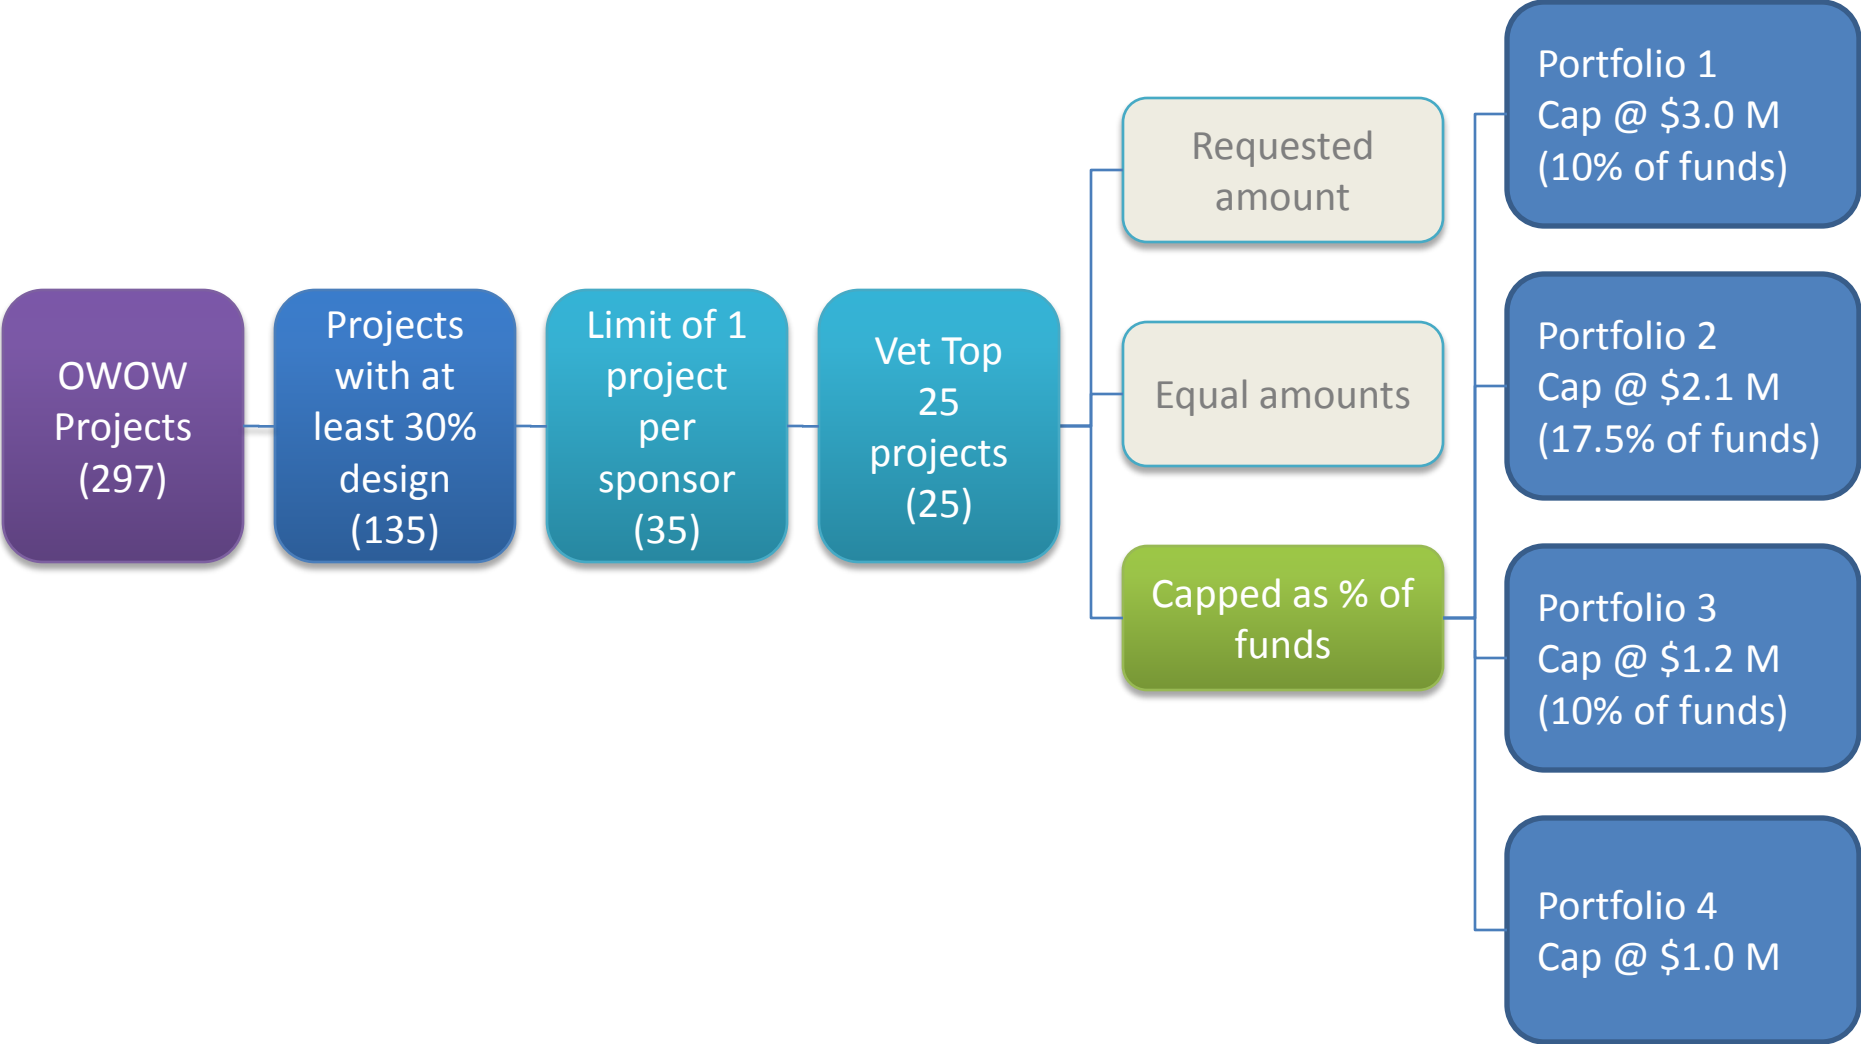 OWOW
Projects
(297)
Projects
with at
least 30%
design
(135)
Limit of 1
project
per
sponsor
(35)
Vet Top
25
projects
(25)
Requested
amount
Equal amounts
Capped as % of
funds
Portfolio 1
Cap @ $3.0 M
(10% of funds)
Portfolio 2
Cap @ $2.1 M
(17.5% of funds)
Portfolio 3
Cap @ $1.2 M
(10% of funds)
Portfolio 4
Cap @ $1.0 M